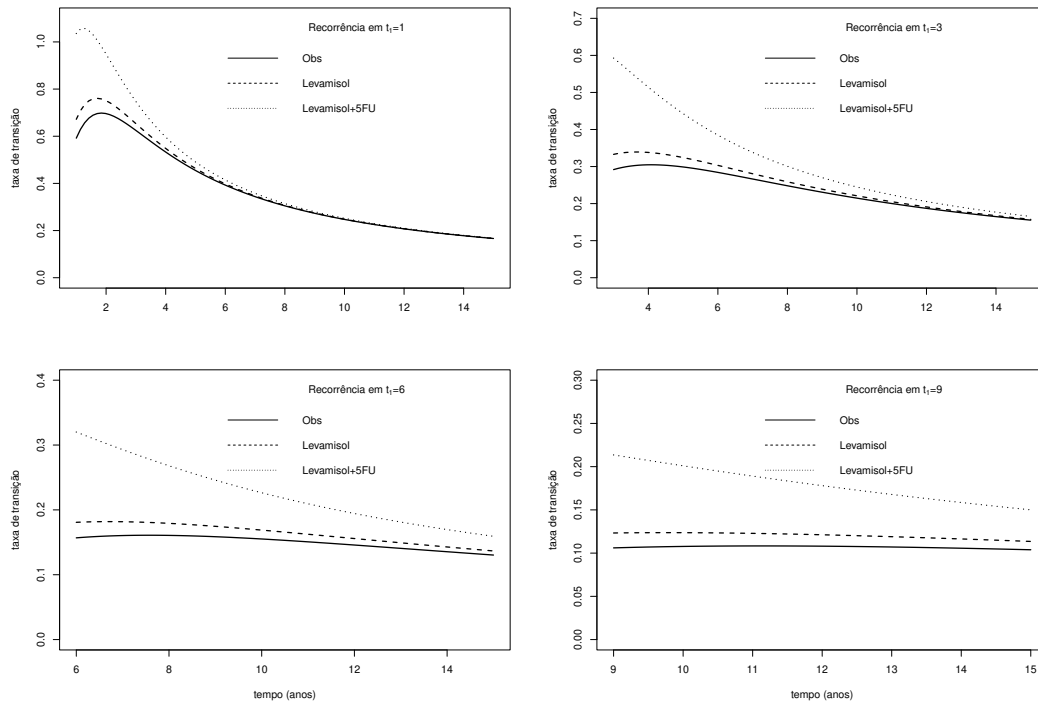 Recorrência em t₁=1
Obs
Levamisol
Levamisol+5FU
taxa de transição
0.0
0.2
0.4
0.6
0.8
1.0
2
4
6
8
10
12
14
Recorrência em t₁=3
Obs
Levamisol
Levamisol+5FU
taxa de transição
0.0
0.1
0.2
0.3
0.4
0.5
0.6
0.7
4
6
8
10
12
14
Recorrência em t₁=6
Obs
Levamisol
Levamisol+5FU
taxa de transição
0.0
0.1
0.2
0.3
0.4
6
8
10
12
14
tempo (anos)
Recorrência em t₁=9
Obs
Levamisol
Levamisol+5FU
taxa de transição
0.00
0.05
0.10
0.15
0.20
0.25
0.30
9
10
11
12
13
14
15
tempo (anos)